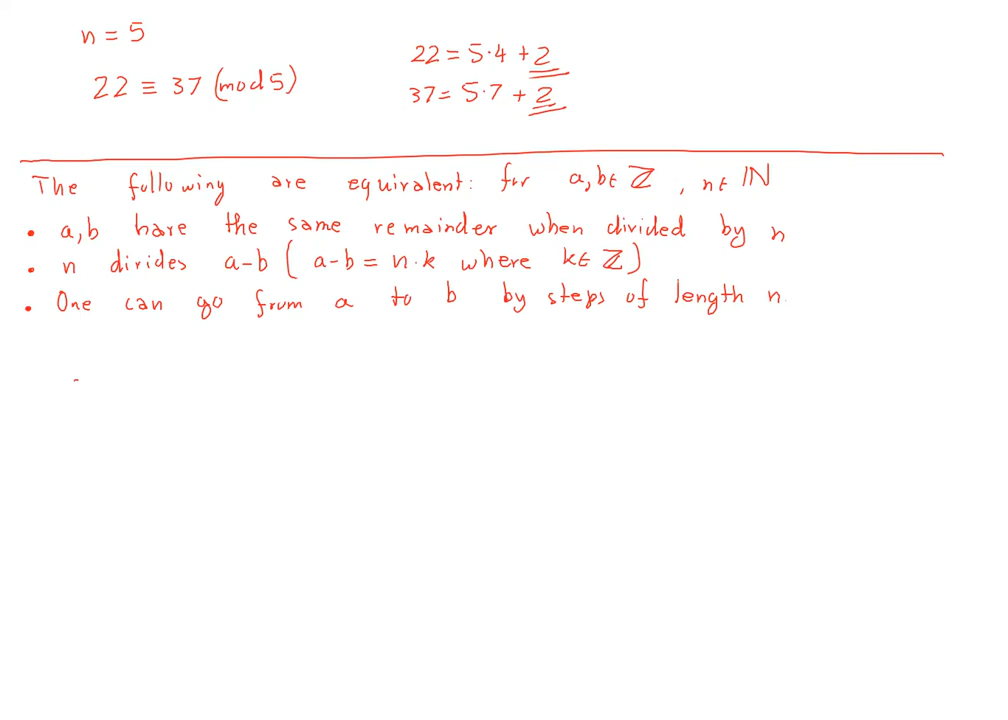 n = 5
22 = 5·4 + 2
22 ≡ 37 (mod 5)
37 = 5·7 + 2
The following are equivalent: for a, b ∈ ℤ, n ∈ ℕ
• a, b have the same remainder when divided by n
• n divides a-b ( a-b = n·k where k ∈ ℤ)
• One can go from a to b by steps of length n.